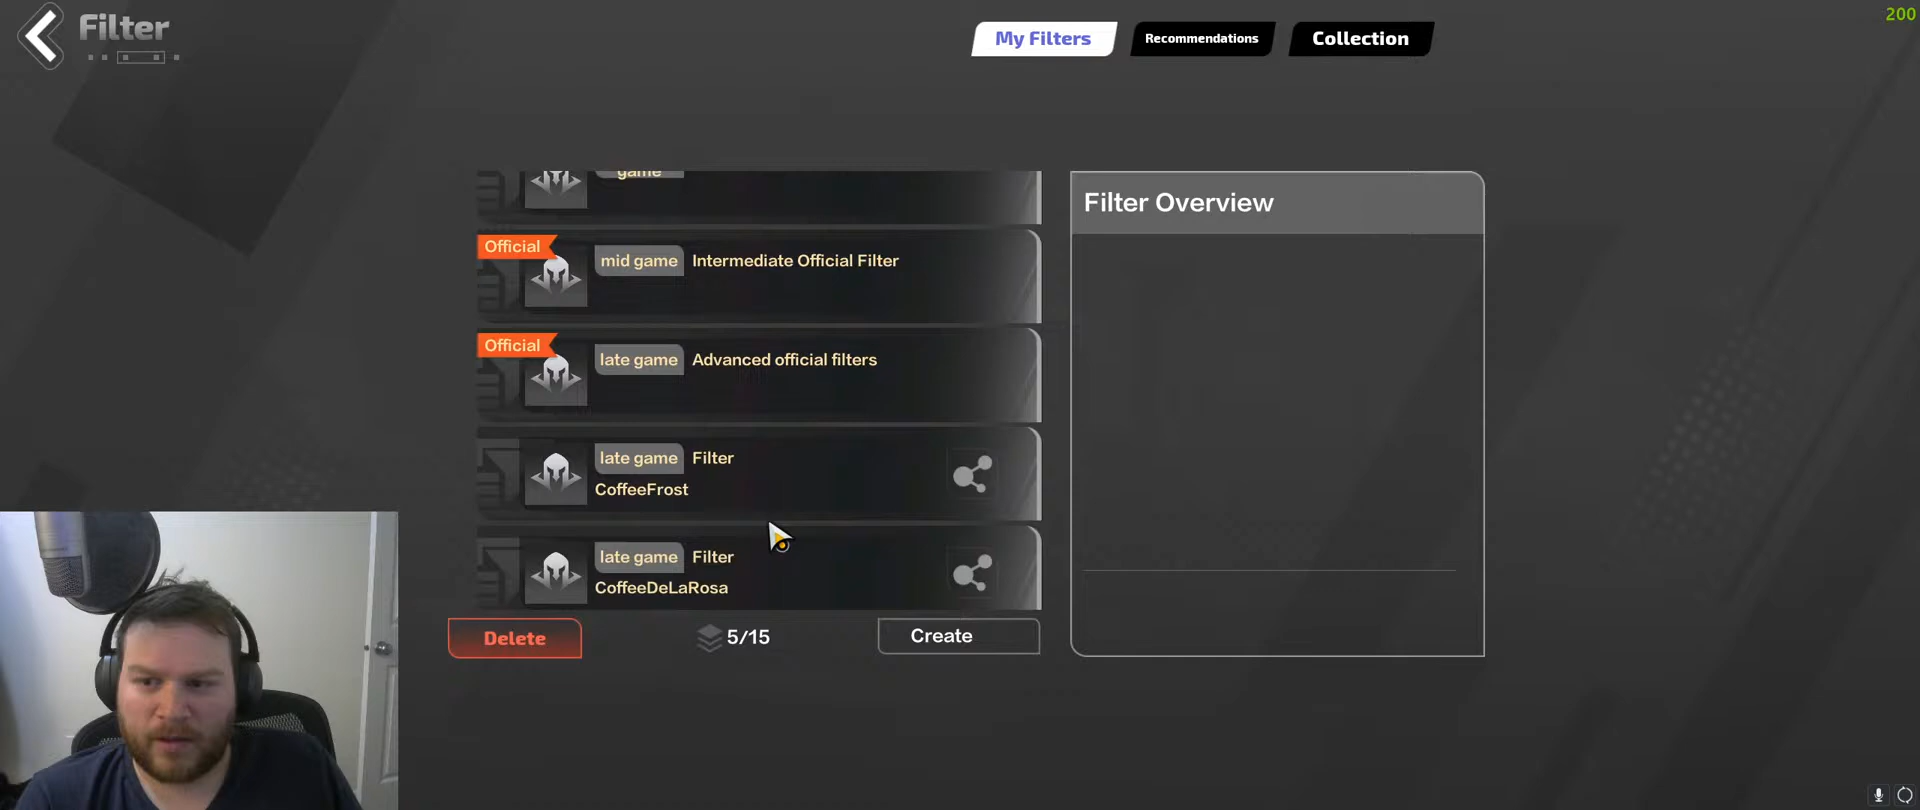 Filter
My Filters
Recommendations
Collection
200
game
Official
mid game Intermediate Official Filter
Official
late game Advanced official filters
late game Filter
CoffeeFrost
late game Filter
CoffeeDeLaRosa
Delete
5/15
Create
Filter Overview